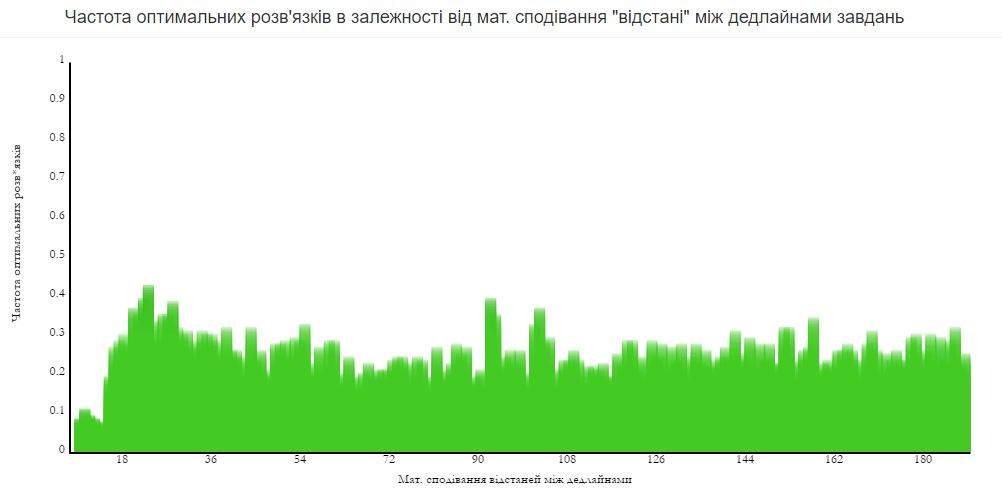 Частота оптимальних розв'язків в залежності від мат. сподівання "відстані" між дедлайнами завдань
1
0.9
0.8
0.7
0.6
0.5
0.4
0.3
0.2
0.1
0
Частота оптимальних розв*язків
18 36 54 72 90 108 126 144 162 180
Мат. сподівання відстаней між дедлайнами